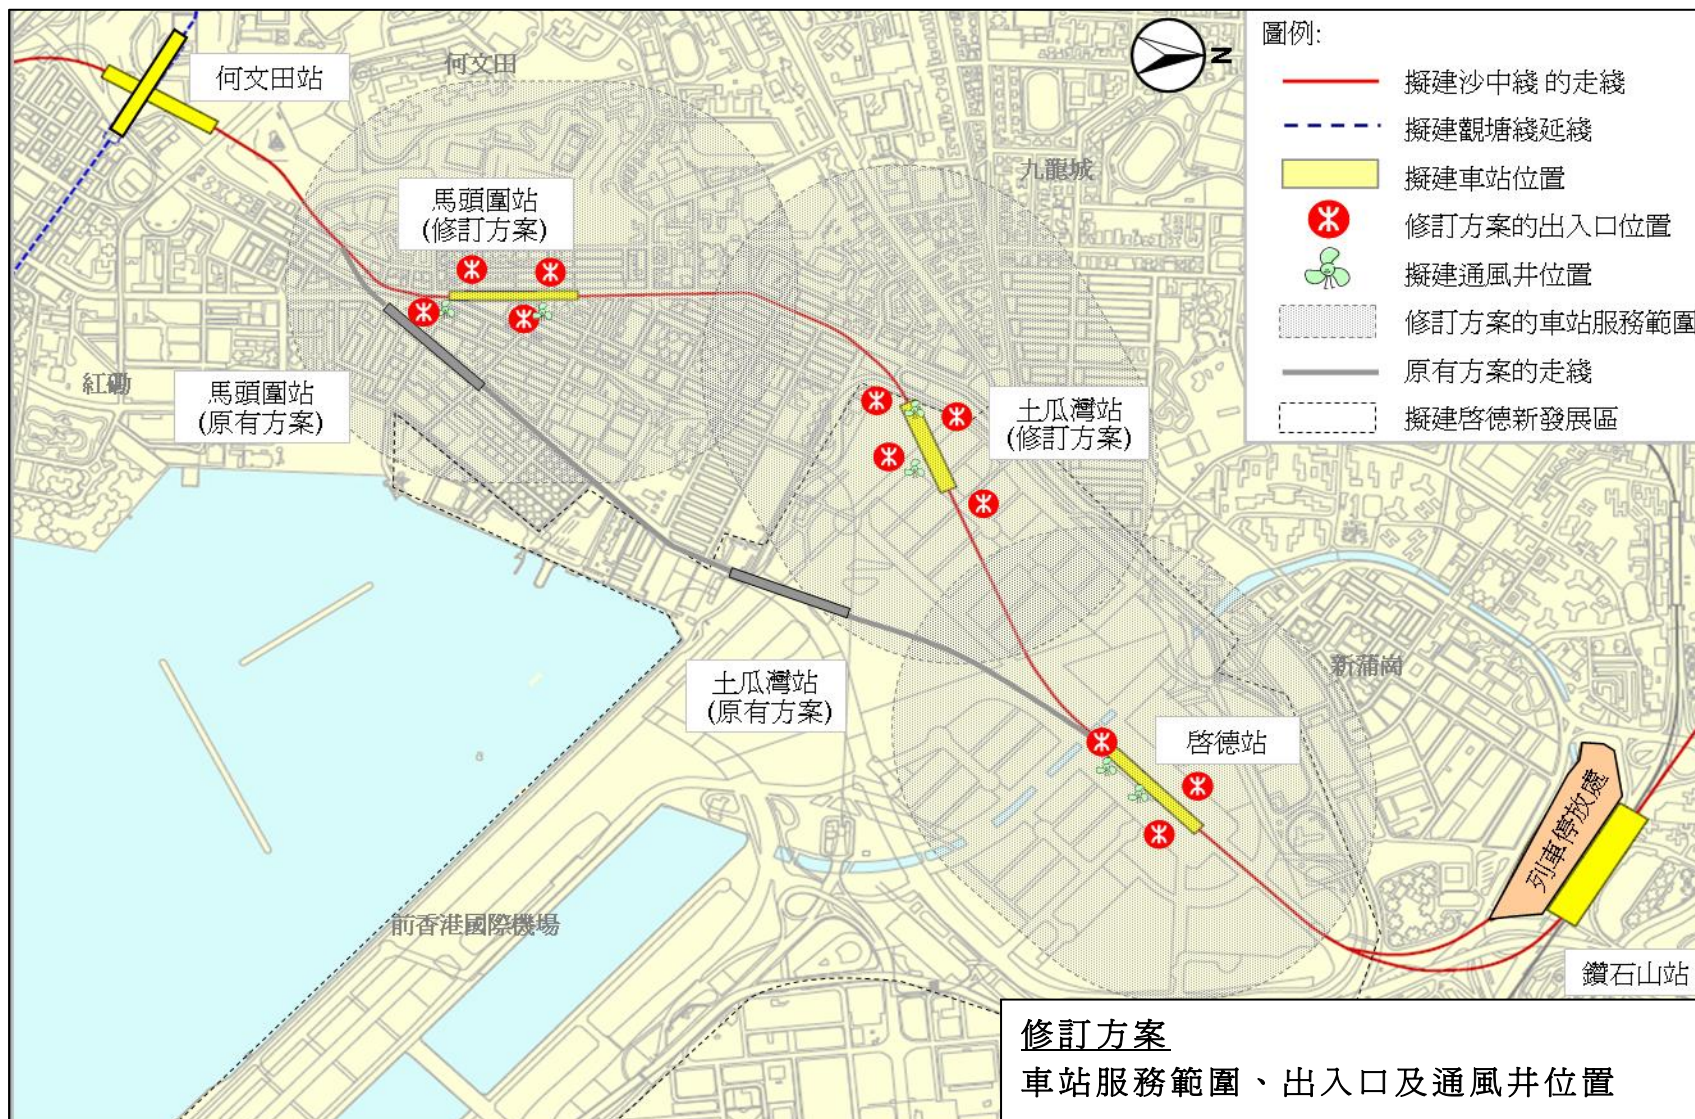 何文田站
何文田
N
圖例:
擬建沙中綫 的走綫
擬建觀塘綫延綫
擬建車站位置
修訂方案的出入口位置
擬建通風井位置
修訂方案的車站服務範圍
原有方案的走綫
擬建啓德新發展區
九龍城
馬頭圍站
(修訂方案)
紅磡
馬頭圍站
(原有方案)
土瓜灣站
(修訂方案)
土瓜灣站
(原有方案)
新蒲崗
啓德站
列車停放處
前香港國際機場
鑽石山站
修訂方案
車站服務範圍、出入口及通風井位置